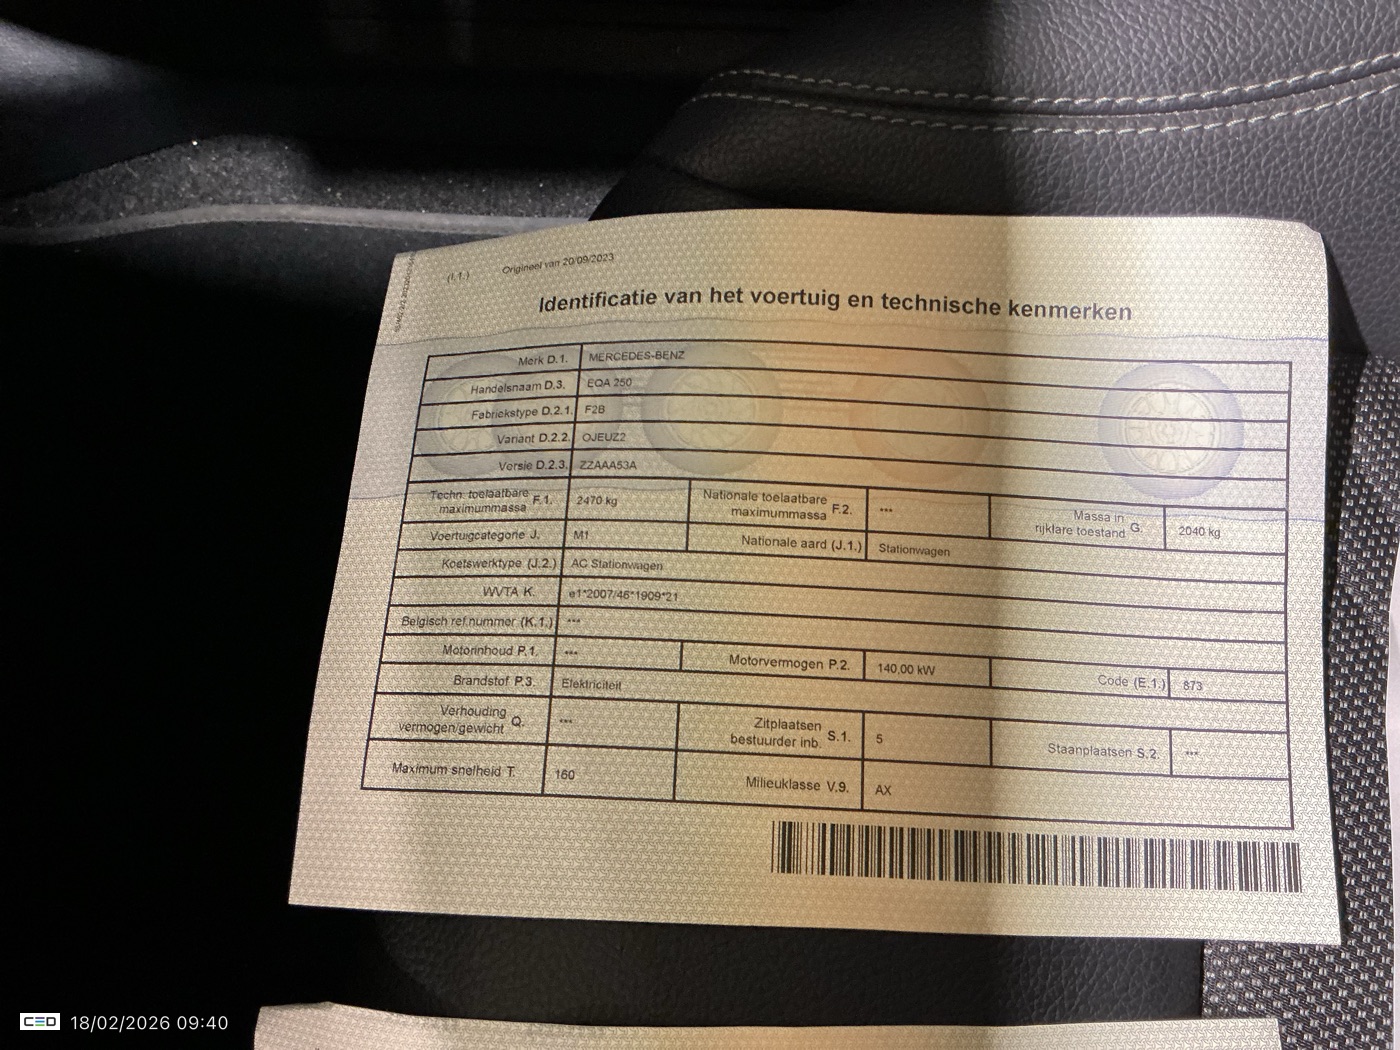 (I.1.) Origineel van 20/09/2023
Identificatie van het voertuig en technische kenmerken
Merk D.1. MERCEDES-BENZ
Handelsnaam D.3. EQA 250
Fabriekstype D.2.1. F2B
Variant D.2.2. OJEUZ2
Versie D.2.3. ZZAAA53A
Techn. toelaatbare maximummassa F.1. 2470 kg Nationale toelaatbare maximummassa F.2. *** Massa in rijklare toestand G. 2040 kg
Voertuigcategorie J. M1 Nationale aard (J.1.) Stationwagen
Koetswerktype (J.2.) AC Stationwagen
WVTA K. e1*2007/46*1909*21
Belgisch ref.nummer (K.1.) ***
Motorinhoud P.1. *** Motorvermogen P.2. 140,00 kW Code (E.1.) 873
Brandstof P.3. Elektriciteit
Verhouding vermogen/gewicht Q. *** Zitplaatsen bestuurder inb. S.1. 5 Staanplaatsen S.2. ***
Maximum snelheid T. 160 Milieuklasse V.9. AX
CED 18/02/2026 09:40